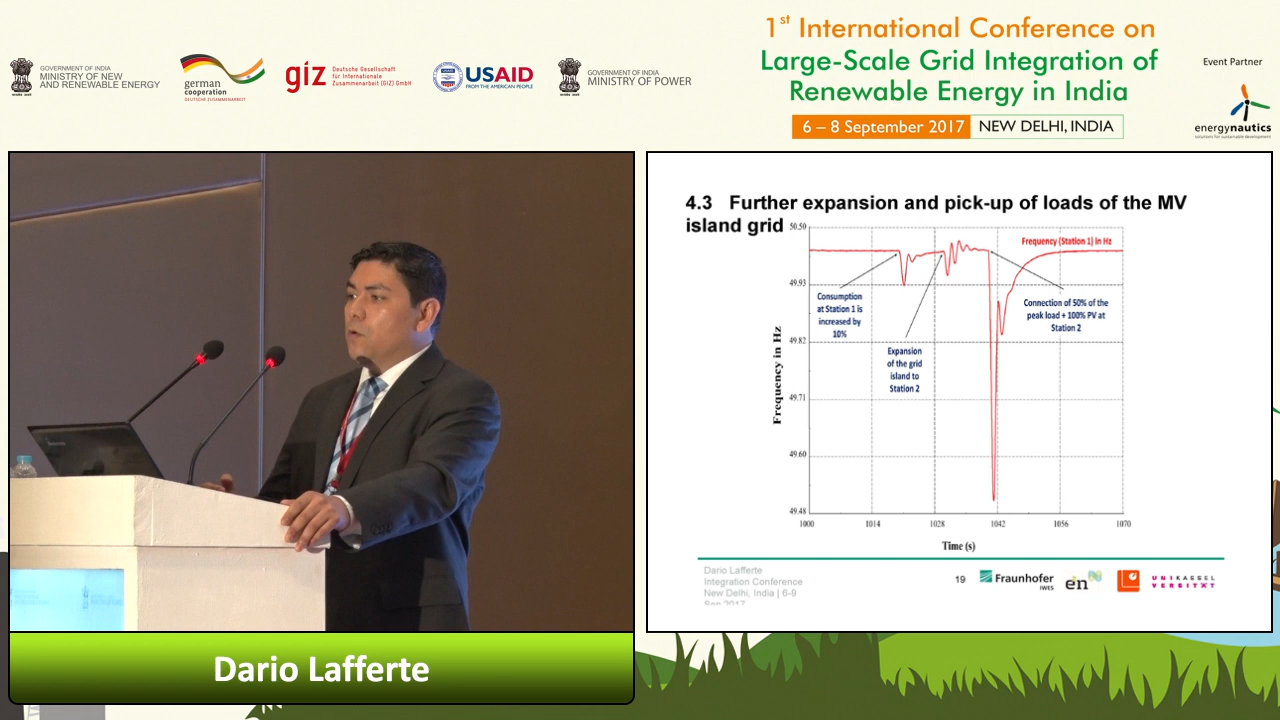 GOVERNMENT OF INDIA
MINISTRY OF NEW
AND RENEWABLE ENERGY
german
cooperation
DEUTSCHE ZUSAMMENARBEIT
giz
Deutsche Gesellschaft
für Internationale
Zusammenarbeit (GIZ) GmbH
USAID
FROM THE AMERICAN PEOPLE
GOVERNMENT OF INDIA
MINISTRY OF POWER
1st International Conference on
Large-Scale Grid Integration of
Renewable Energy in India
6 – 8 September 2017 NEW DELHI, INDIA
Event Partner
energynautics
solutions for sustainable development
4.3 Further expansion and pick-up of loads of the MV
island grid
50.50
49.93
49.82
49.71
49.60
49.48
Frequency in Hz
Frequency (Station 1) in Hz
Consumption
at Station 1 is
increased by
10%
Expansion
of the grid
island to
Station 2
Connection of 50% of the
peak load + 100% PV at
Station 2
1000 1014 1028 1042 1056 1070
Time (s)
Dario Lafferte
Integration Conference
New Delhi, India | 6-9
Sep 2017
19
Fraunhofer
IWES
en
UNIKASSEL
VERSITÄT
Dario Lafferte